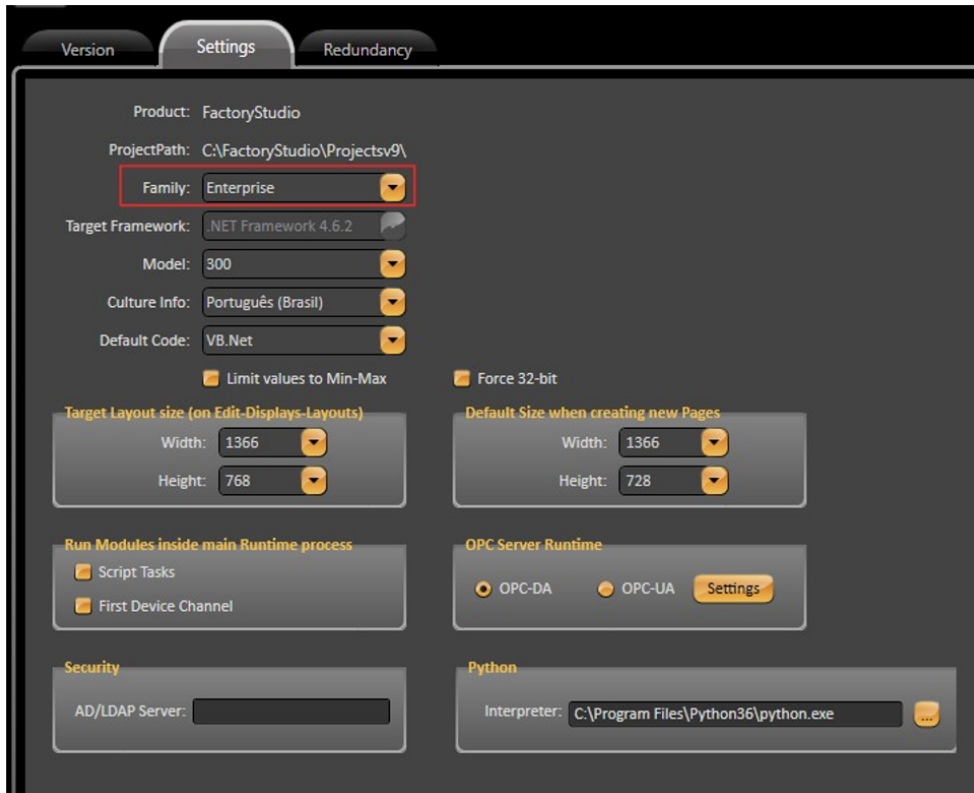 Version Settings Redundancy
Product: FactoryStudio
ProjectPath: C:\FactoryStudio\Projectsv9\
Family: Enterprise
Target Framework: .NET Framework 4.6.2
Model: 300
Culture Info: Português (Brasil)
Default Code: VB.Net
Limit values to Min-Max Force 32-bit
Target Layout size (on Edit-Displays-Layouts)
Width: 1366
Height: 768
Default Size when creating new Pages
Width: 1366
Height: 728
Run Modules inside main Runtime process
Script Tasks
First Device Channel
OPC Server Runtime
OPC-DA OPC-UA Settings
Security
AD/LDAP Server:
Python
Interpreter: C:\Program Files\Python36\python.exe ...